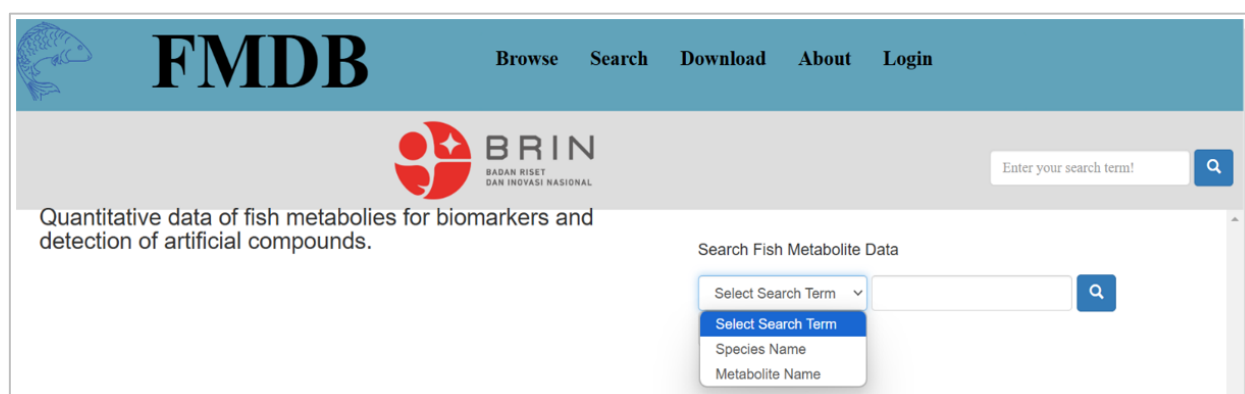 FMDB
Browse Search Download About Login
BRIN
BADAN RISET
DAN INOVASI NASIONAL
Enter your search term!
Quantitative data of fish metabolies for biomarkers and
detection of artificial compounds.
Search Fish Metabolite Data
Select Search Term
Select Search Term
Species Name
Metabolite Name